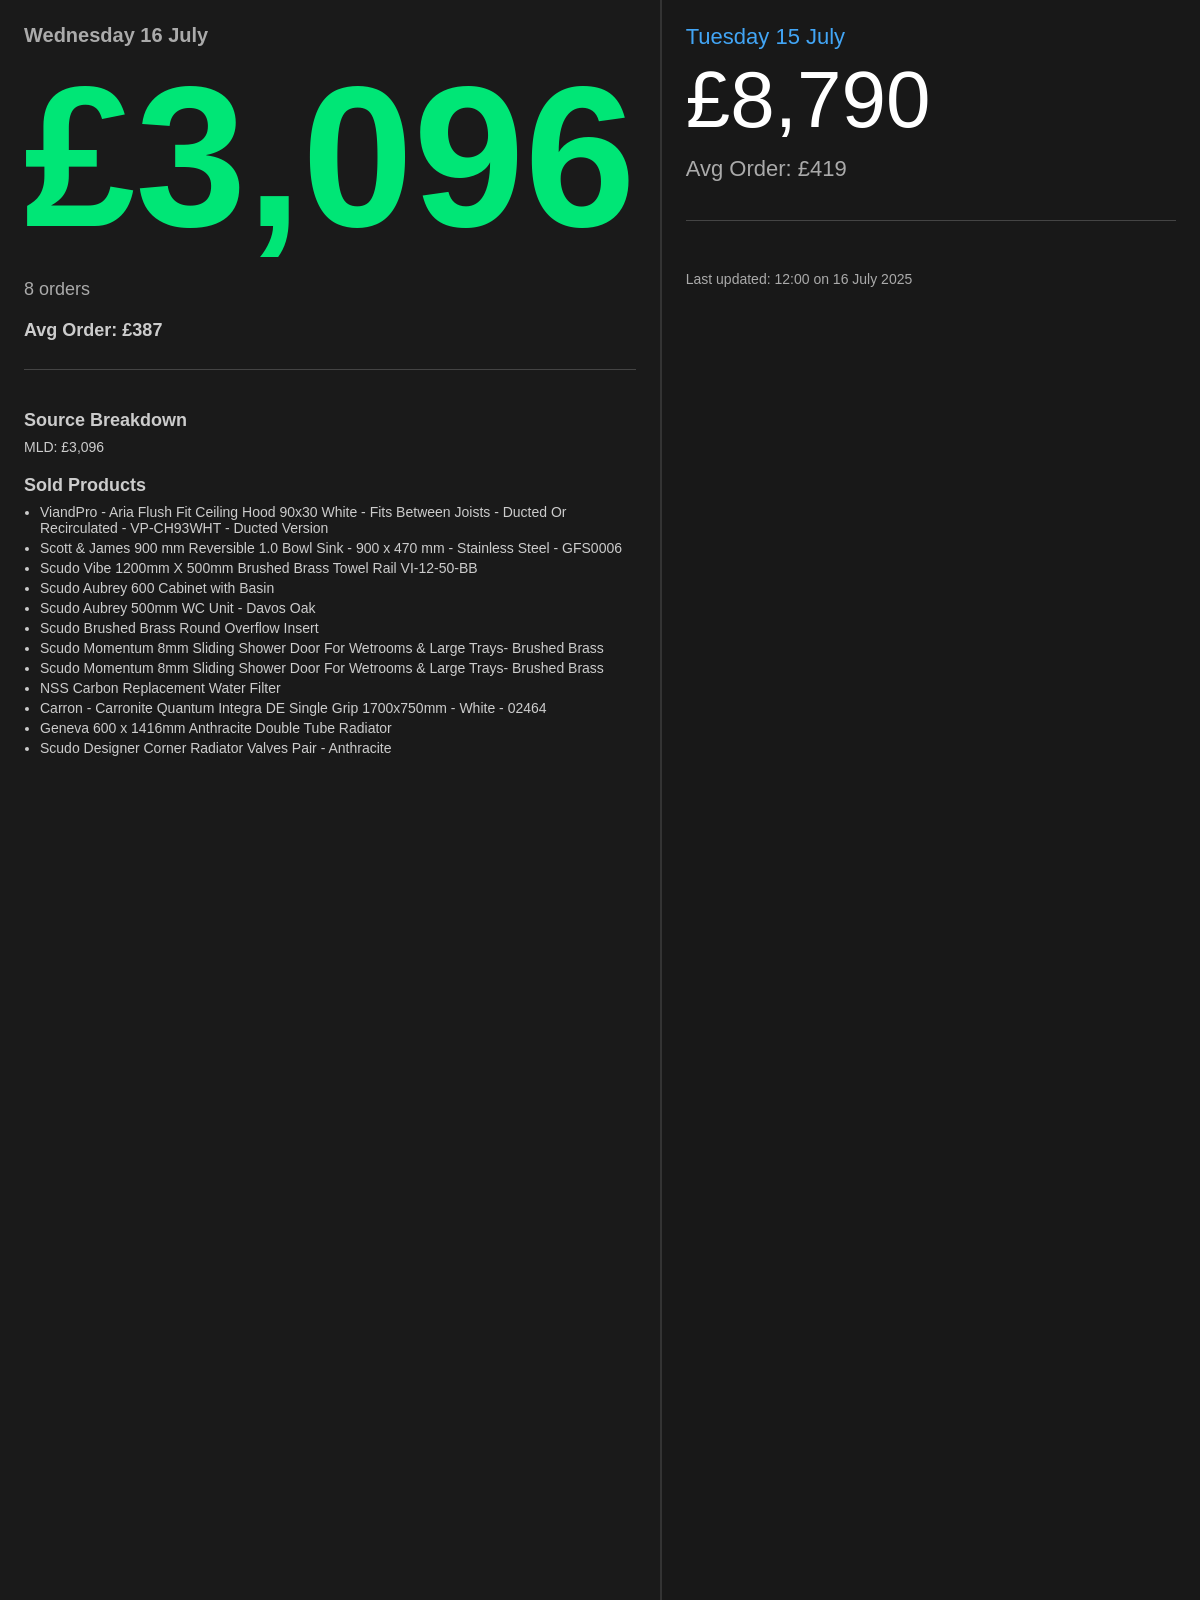 Wednesday 16 July
£3,096
8 orders
Avg Order: £387
Source Breakdown
MLD: £3,096
Sold Products
• ViandPro - Aria Flush Fit Ceiling Hood 90x30 White - Fits Between Joists - Ducted Or
Recirculated - VP-CH93WHT - Ducted Version
• Scott & James 900 mm Reversible 1.0 Bowl Sink - 900 x 470 mm - Stainless Steel - GFS0006
• Scudo Vibe 1200mm X 500mm Brushed Brass Towel Rail VI-12-50-BB
• Scudo Aubrey 600 Cabinet with Basin
• Scudo Aubrey 500mm WC Unit - Davos Oak
• Scudo Brushed Brass Round Overflow Insert
• Scudo Momentum 8mm Sliding Shower Door For Wetrooms & Large Trays- Brushed Brass
• Scudo Momentum 8mm Sliding Shower Door For Wetrooms & Large Trays- Brushed Brass
• NSS Carbon Replacement Water Filter
• Carron - Carronite Quantum Integra DE Single Grip 1700x750mm - White - 02464
• Geneva 600 x 1416mm Anthracite Double Tube Radiator
• Scudo Designer Corner Radiator Valves Pair - Anthracite
Tuesday 15 July
£8,790
Avg Order: £419
Last updated: 12:00 on 16 July 2025